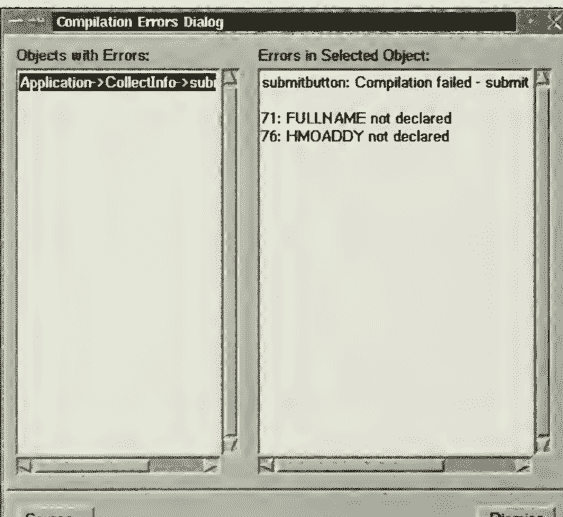 Compilation Errors Dialog
Objects with Errors:
Errors in Selected Object:
Application->CollectInfo->subr
submitbutton: Compilation failed - submit
71: FULLNAME not declared
76: HMOADDY not declared